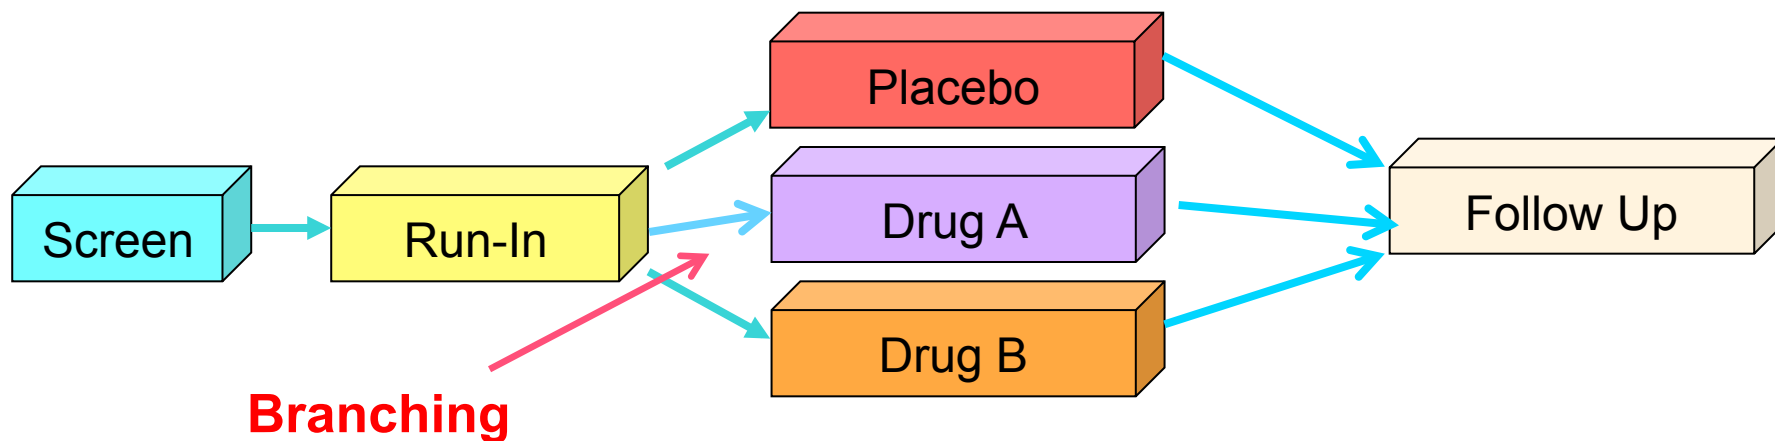 Screen
Run-In
Placebo
Drug A
Drug B
Follow Up
Branching